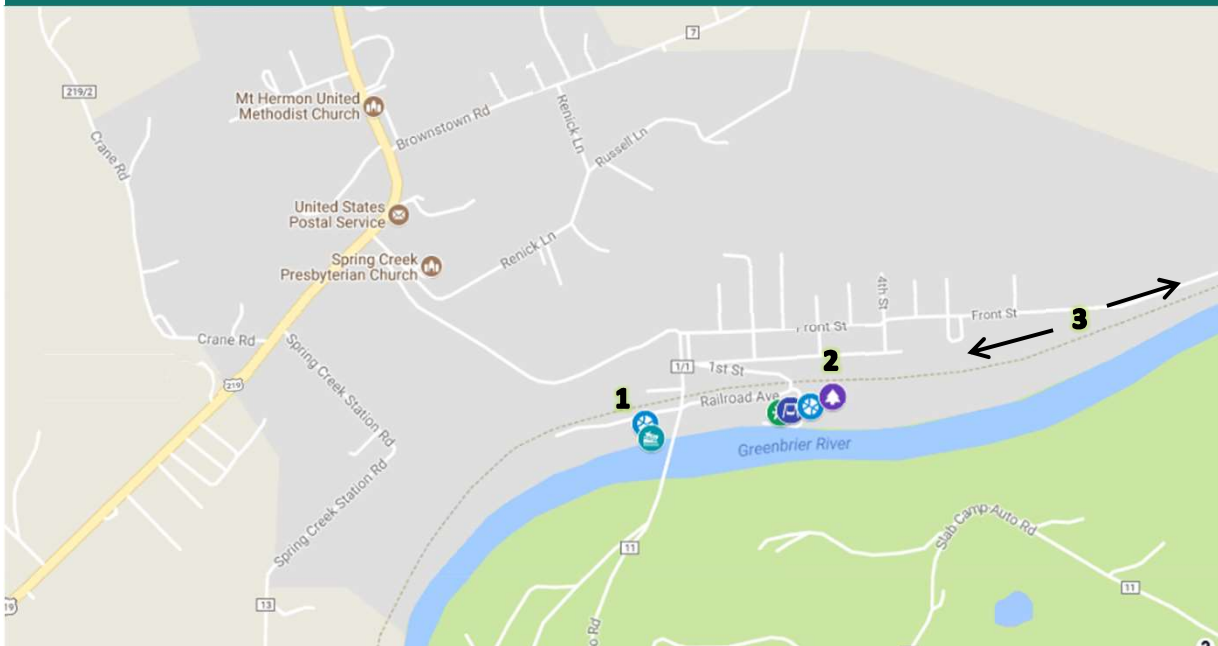 7
219/2
Mt Hermon United
Methodist Church
Brownstown Rd
Renick Ln
Crane Rd
Russell Ln
United States
Postal Service
Renick Ln
Spring Creek
Presbyterian Church
4th St
3
Front St
Front St
Crane Rd
Spring Creek Station Rd
2
1/1
1st St
219
1
Railroad Ave
Greenbrier River
Spring Creek Station Rd
Slab Camp Auto Rd
11
11
13
19
o Rd